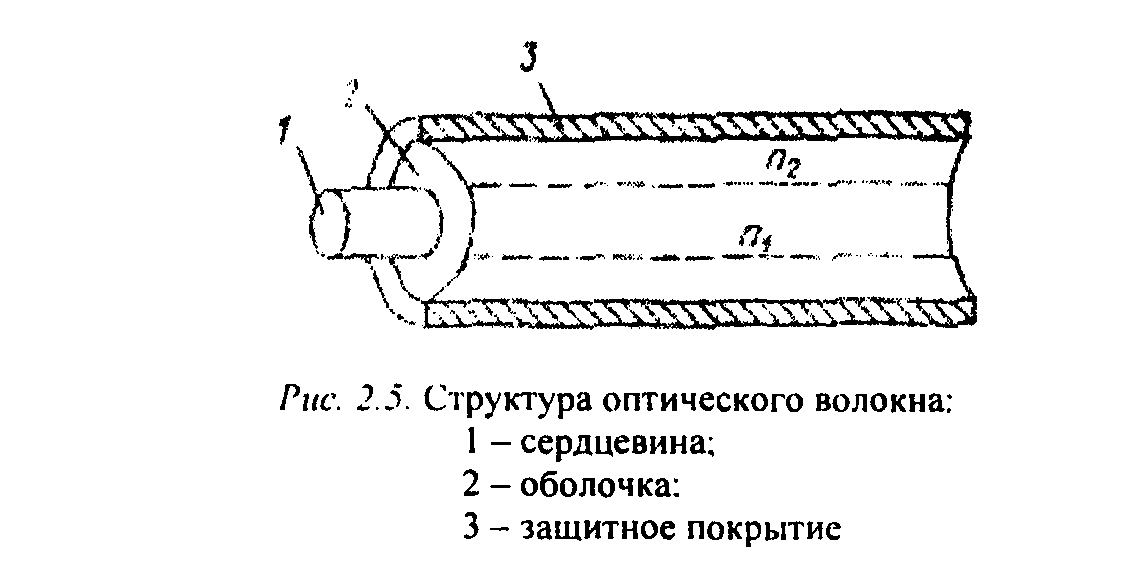 3
2
1
n₂
n₁
Рис. 2.5. Структура оптического волокна:
1 – сердцевина;
2 – оболочка:
3 – защитное покрытие